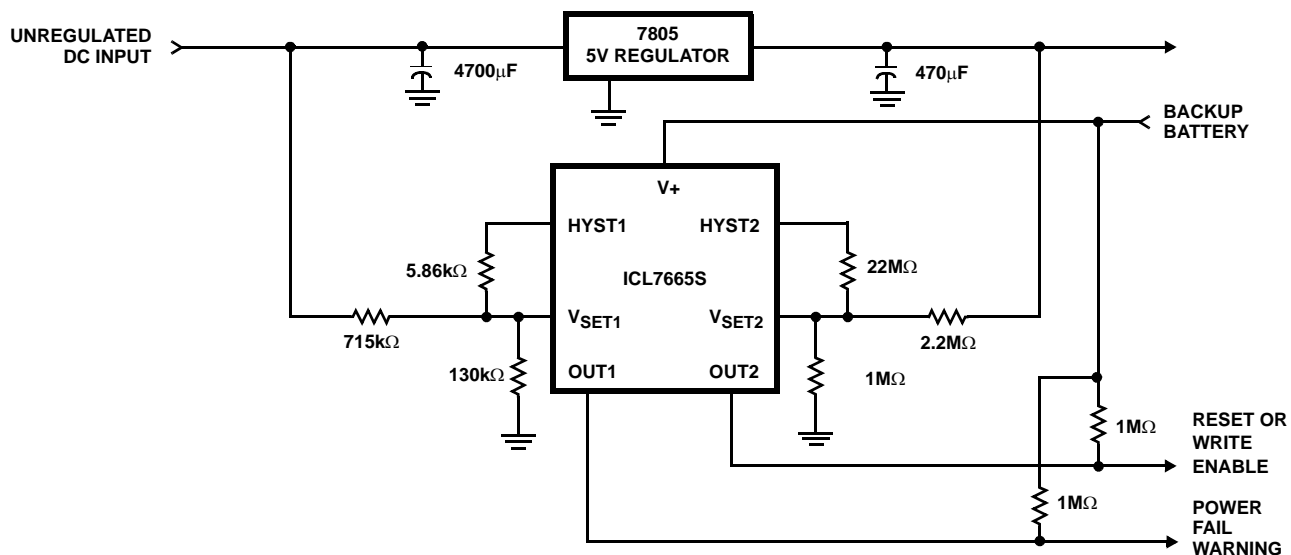 UNREGULATED
DC INPUT
7805
5V REGULATOR
4700μF
470μF
BACKUP
BATTERY
V+
HYST1
HYST2
5.86kΩ
ICL7665S
22MΩ
VSET1
VSET2
715kΩ
2.2MΩ
130kΩ
OUT1
OUT2
1MΩ
1MΩ
RESET OR
WRITE
ENABLE
1MΩ
POWER
FAIL
WARNING